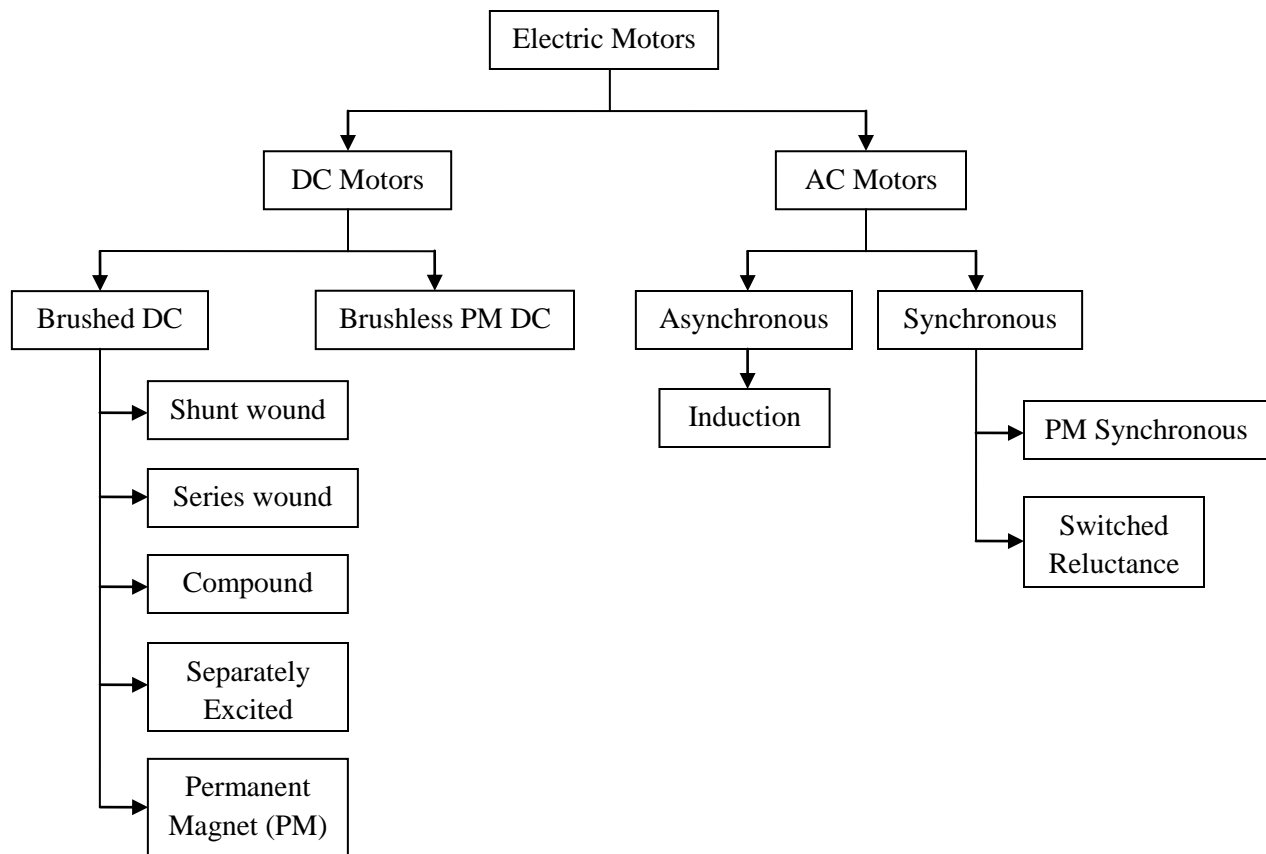 Electric Motors
DC Motors
AC Motors
Brushed DC
Brushless PM DC
Asynchronous
Synchronous
Shunt wound
Series wound
Compound
Separately
Excited
Permanent
Magnet (PM)
Induction
PM Synchronous
Switched
Reluctance